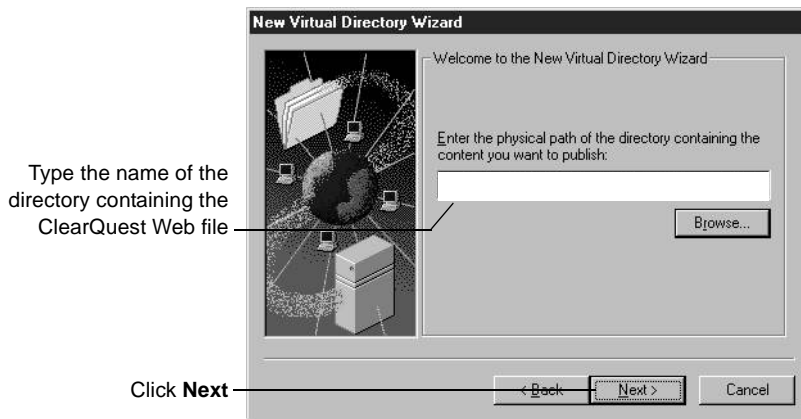 New Virtual Directory Wizard
Welcome to the New Virtual Directory Wizard
Enter the physical path of the directory containing the
content you want to publish:
Browse...
Type the name of the
directory containing the
ClearQuest Web file
Click Next
< Back
Next >
Cancel